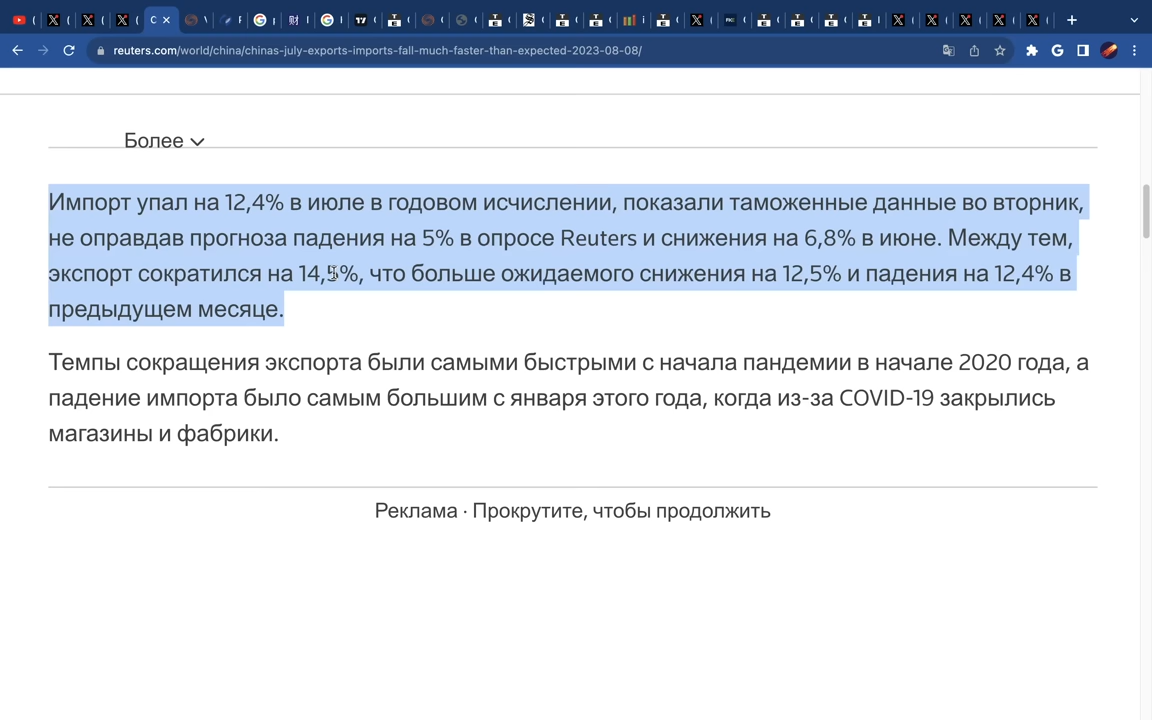 reuters.com/world/china/chinas-july-exports-imports-fall-much-faster-than-expected-2023-08-08/
Более
Импорт упал на 12,4% в июле в годовом исчислении, показали таможенные данные во вторник,
не оправдав прогноза падения на 5% в опросе Reuters и снижения на 6,8% в июне. Между тем,
экспорт сократился на 14,5%, что больше ожидаемого снижения на 12,5% и падения на 12,4% в
предыдущем месяце.
Темпы сокращения экспорта были самыми быстрыми с начала пандемии в начале 2020 года, а
падение импорта было самым большим с января этого года, когда из-за COVID-19 закрылись
магазины и фабрики.
Реклама · Прокрутите, чтобы продолжить